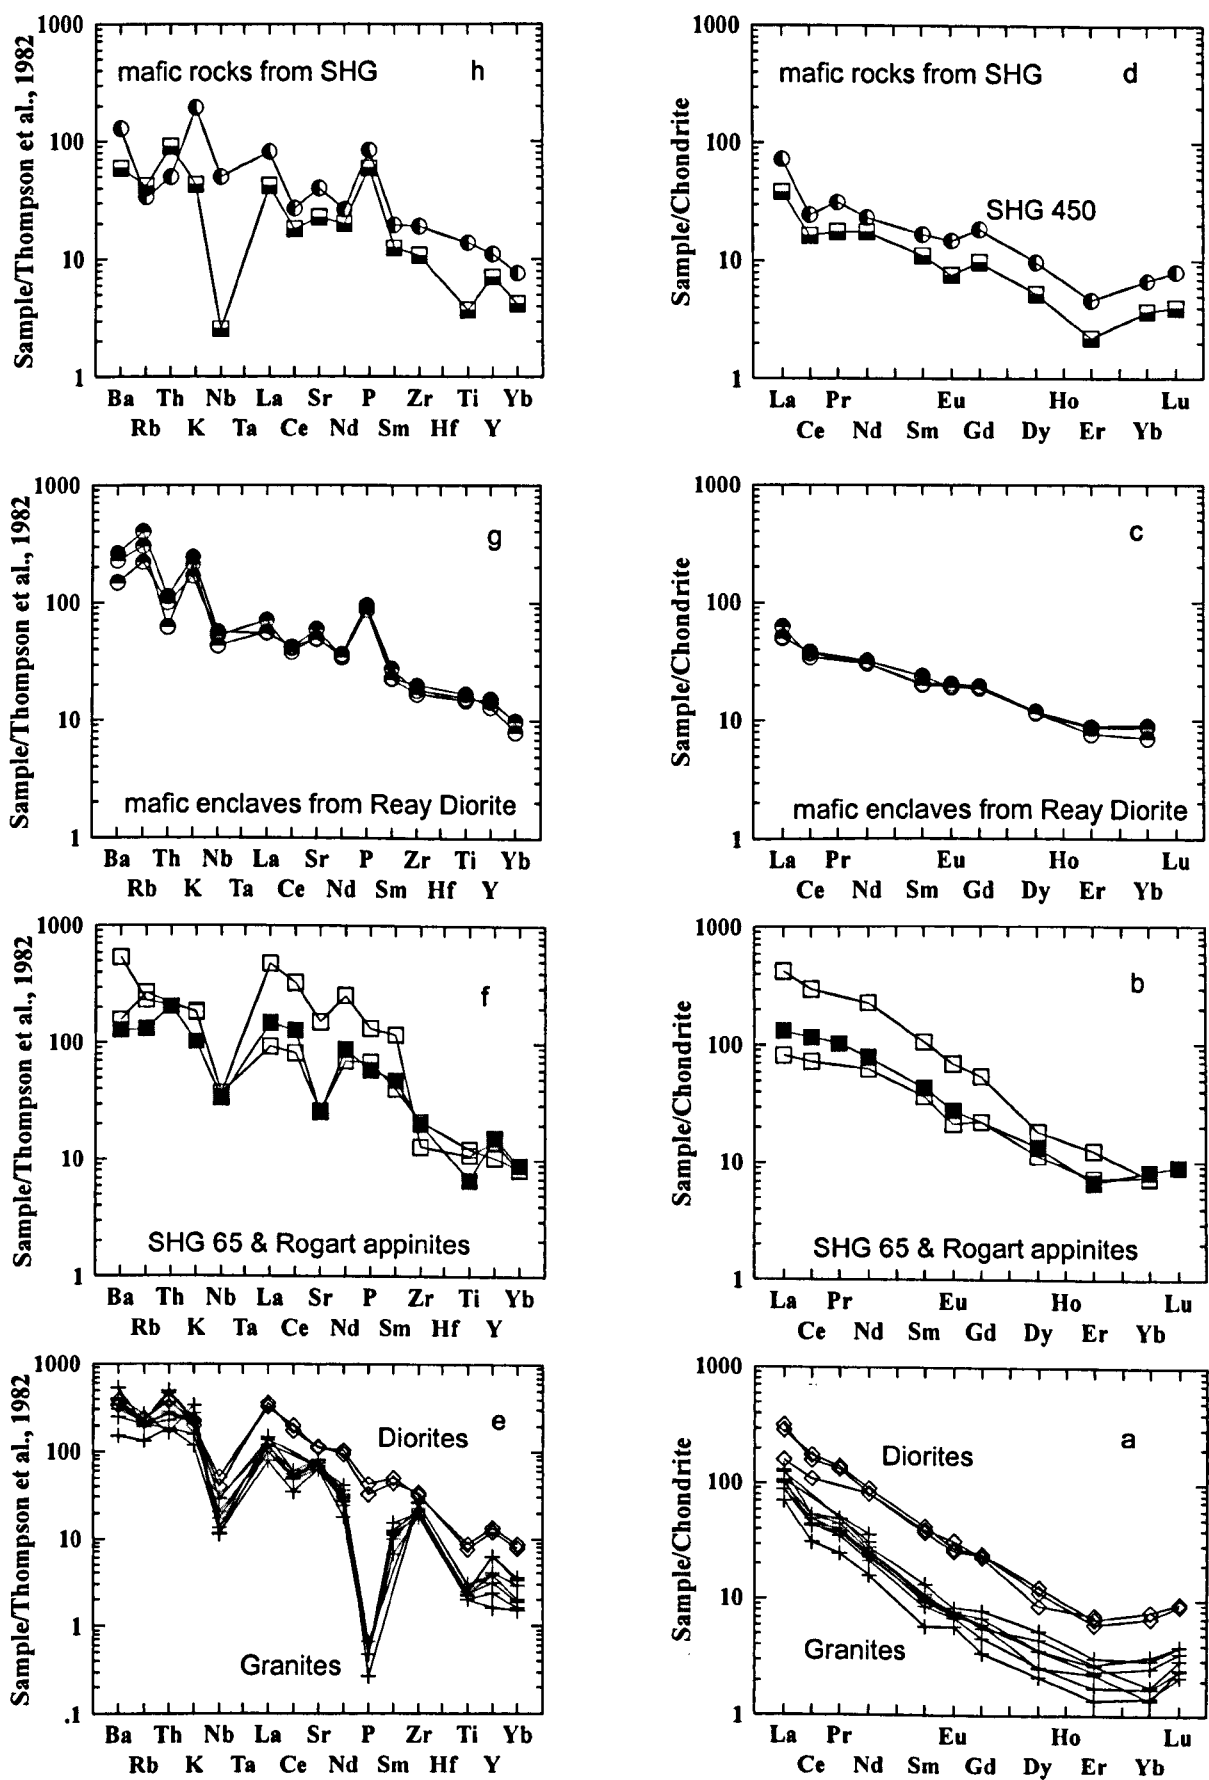 Sample/Thompson et al., 1982
1000
100
10
1
mafic rocks from SHG h
Ba Th Nb La Sr P Zr Ti Yb
Rb K Ta Ce Nd Sm Hf Y
Sample/Chondrite
1000
100
10
1
mafic rocks from SHG d
SHG 450
La Pr Eu Ho Lu
Ce Nd Sm Gd Dy Er Yb
Sample/Thompson et al., 1982
1000
100
10
1
g
mafic enclaves from Reay Diorite
Ba Th Nb La Sr P Zr Ti Yb
Rb K Ta Ce Nd Sm Hf Y
Sample/Chondrite
1000
100
10
1
c
mafic enclaves from Reay Diorite
La Pr Eu Ho Lu
Ce Nd Sm Gd Dy Er Yb
Sample/Thompson et al., 1982
1000
100
10
1
f
SHG 65 & Rogart appinites
Ba Th Nb La Sr P Zr Ti Yb
Rb K Ta Ce Nd Sm Hf Y
Sample/Chondrite
1000
100
10
1
b
SHG 65 & Rogart appinites
La Pr Eu Ho Lu
Ce Nd Sm Gd Dy Er Yb
Sample/Thompson et al., 1982
1000
100
10
1
.1
e
Diorites
Granites
Ba Th Nb La Sr P Zr Ti Yb
Rb K Ta Ce Nd Sm Hf Y
Sample/Chondrite
1000
100
10
1
a
Diorites
Granites
La Pr Eu Ho Lu
Ce Nd Sm Gd Dy Er Yb